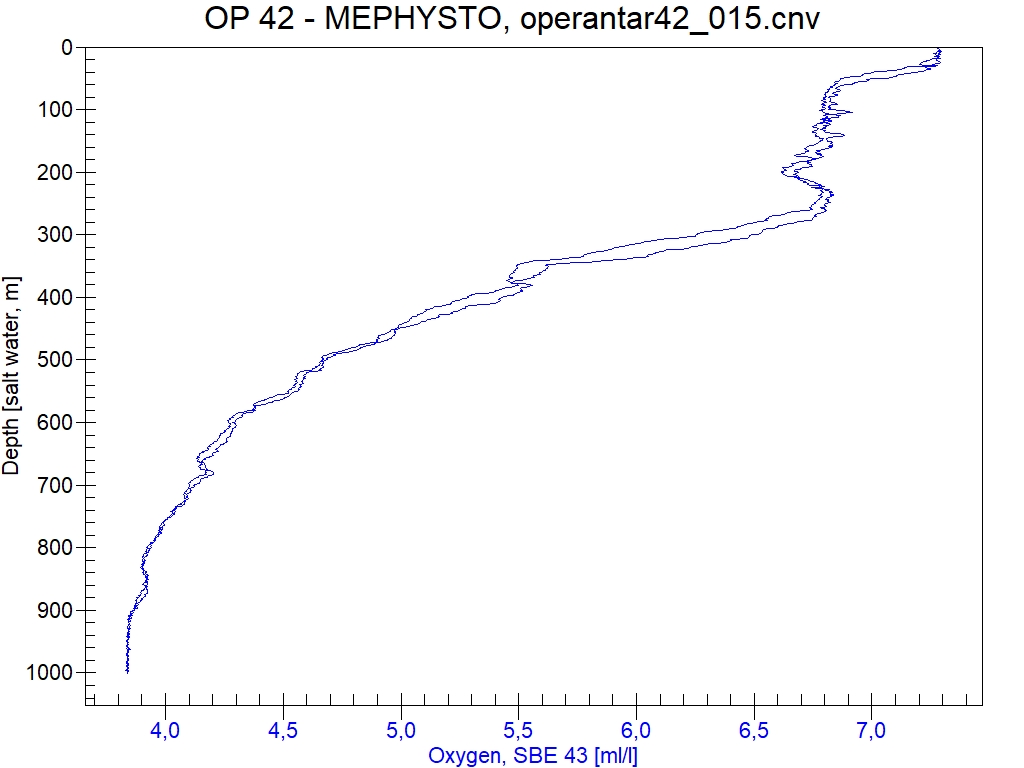 OP 42 - MEPHYSTO, operantar42_015.cnv
0
100
200
300
400
500
600
700
800
900
1000
Depth [salt water, m]
4,0 4,5 5,0 5,5 6,0 6,5 7,0
Oxygen, SBE 43 [ml/l]